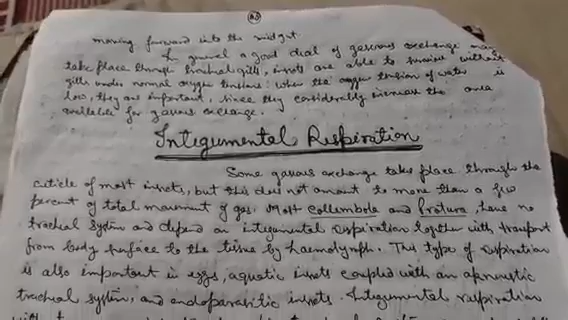 moving forward into the midgut.
In general a good deal of gaseous exchange may
take place through tracheal gills, insects are able to survive without
gills under normal oxygen tensions. When the oxygen tension of water is
low, they are important, since they considerably increase the area
available for gaseous exchange.
Integumental Respiration
Some gaseous exchange take place through the
cuticle of most insects, but this does not amount to more than a few
percent of total movement of gas. Most collembola and Protura, have no
tracheal system and depend on integumental respiration together with transport
from body surface to the tissue by haemolymph. This type of respiration
is also important in eggs, aquatic insects coupled with an apneustic
tracheal system, and endoparasitic insects. Integumental respiration